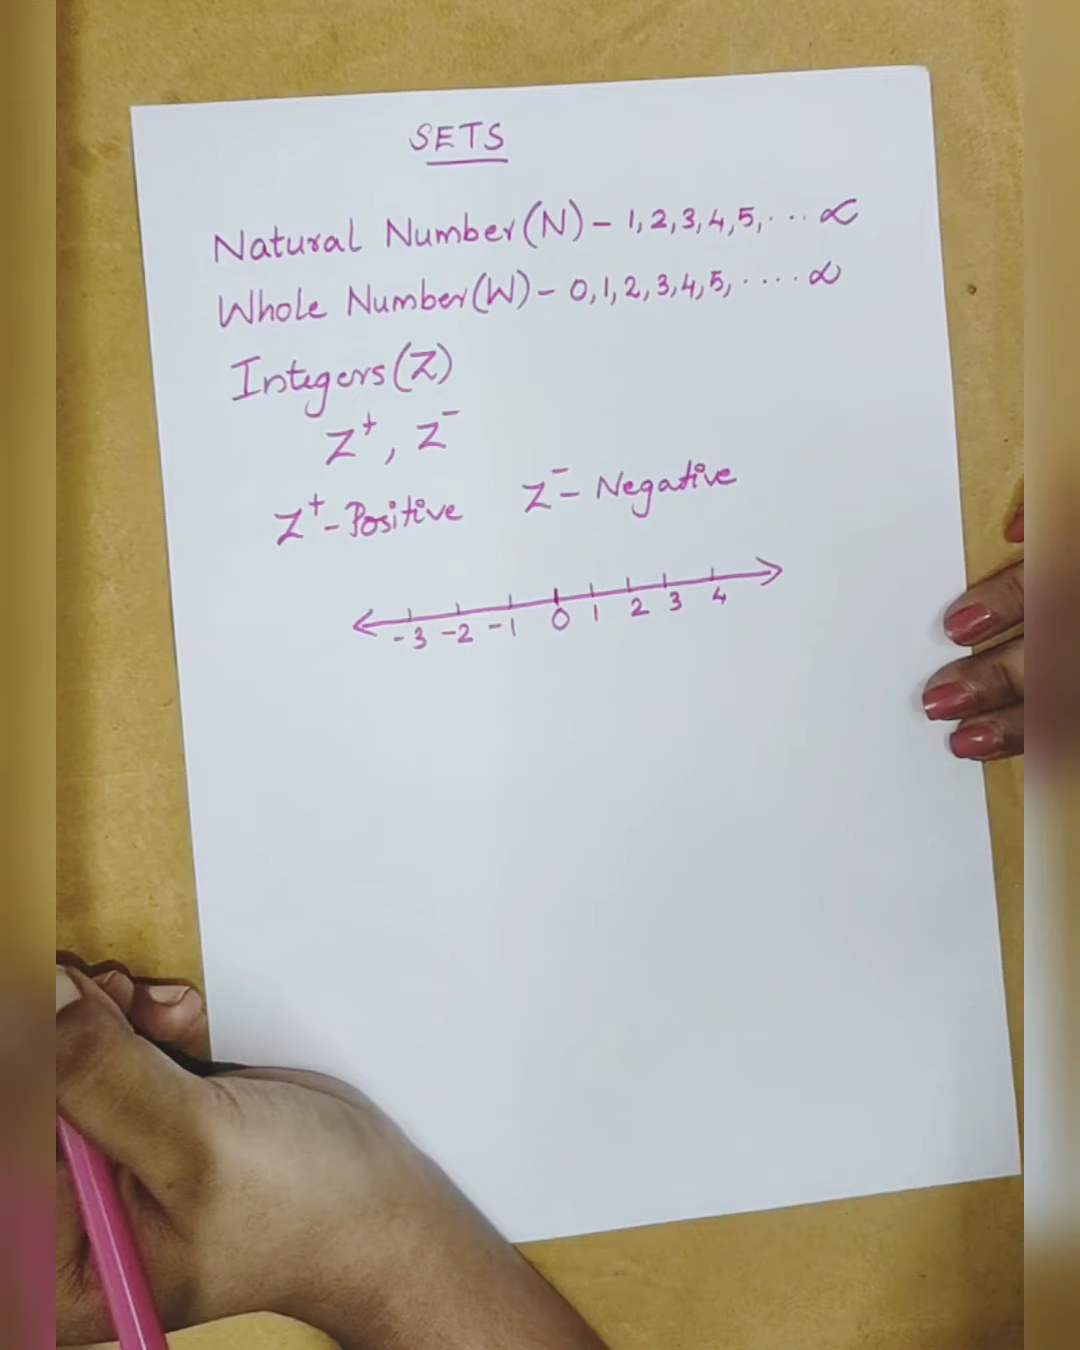 SETS
Natural Number(N) - 1, 2, 3, 4, 5, ... ∝
Whole Number(W) - 0, 1, 2, 3, 4, 5, .... ∞
Integers(Z)
Z⁺, Z⁻
Z⁺ - Positive Z⁻ - Negative
-3 -2 -1 0 1 2 3 4